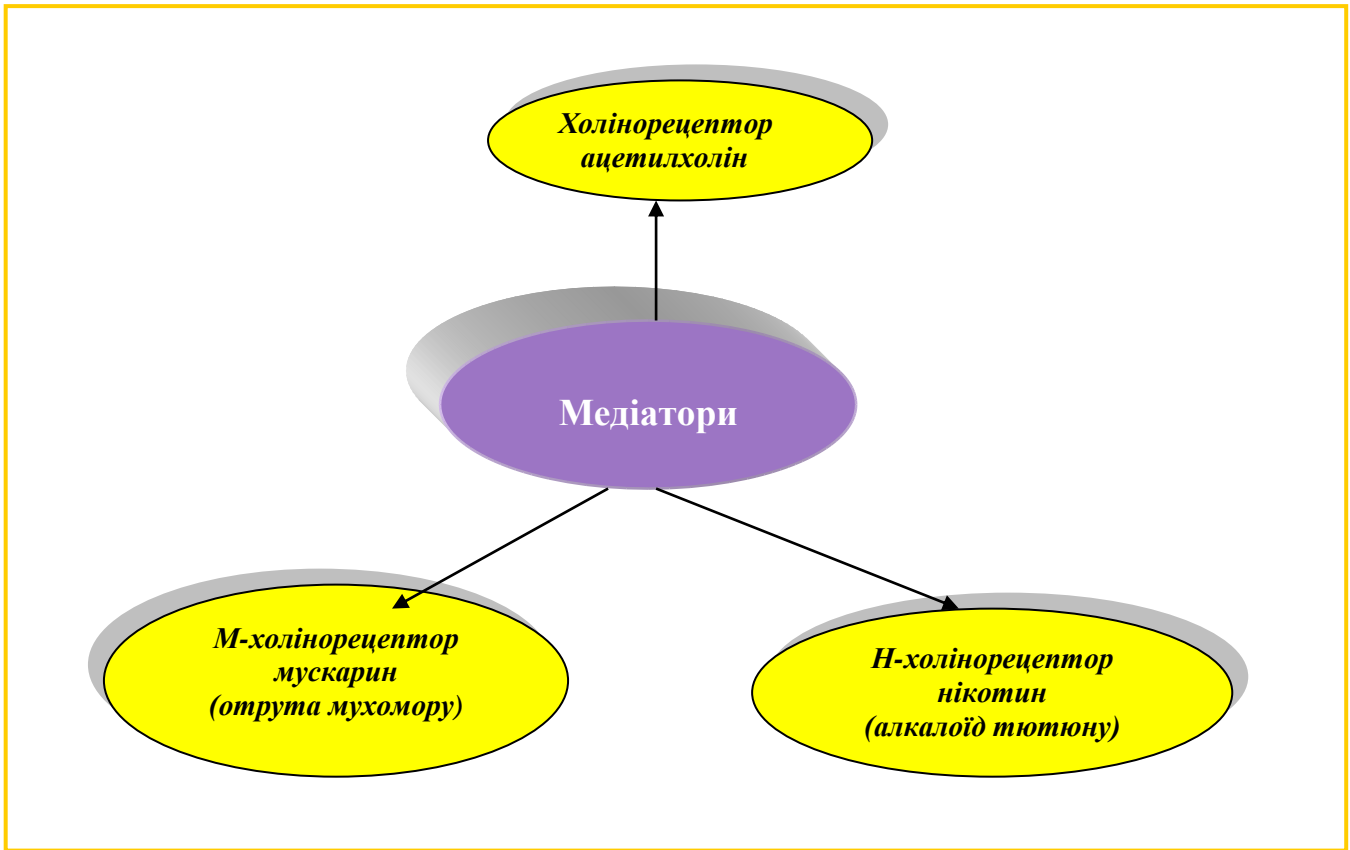 Холінорецептор
ацетилхолін
Медіатори
М-холінорецептор
мускарин
(отрута мухомору)
Н-холінорецептор
нікотин
(алкалоїд тютюну)